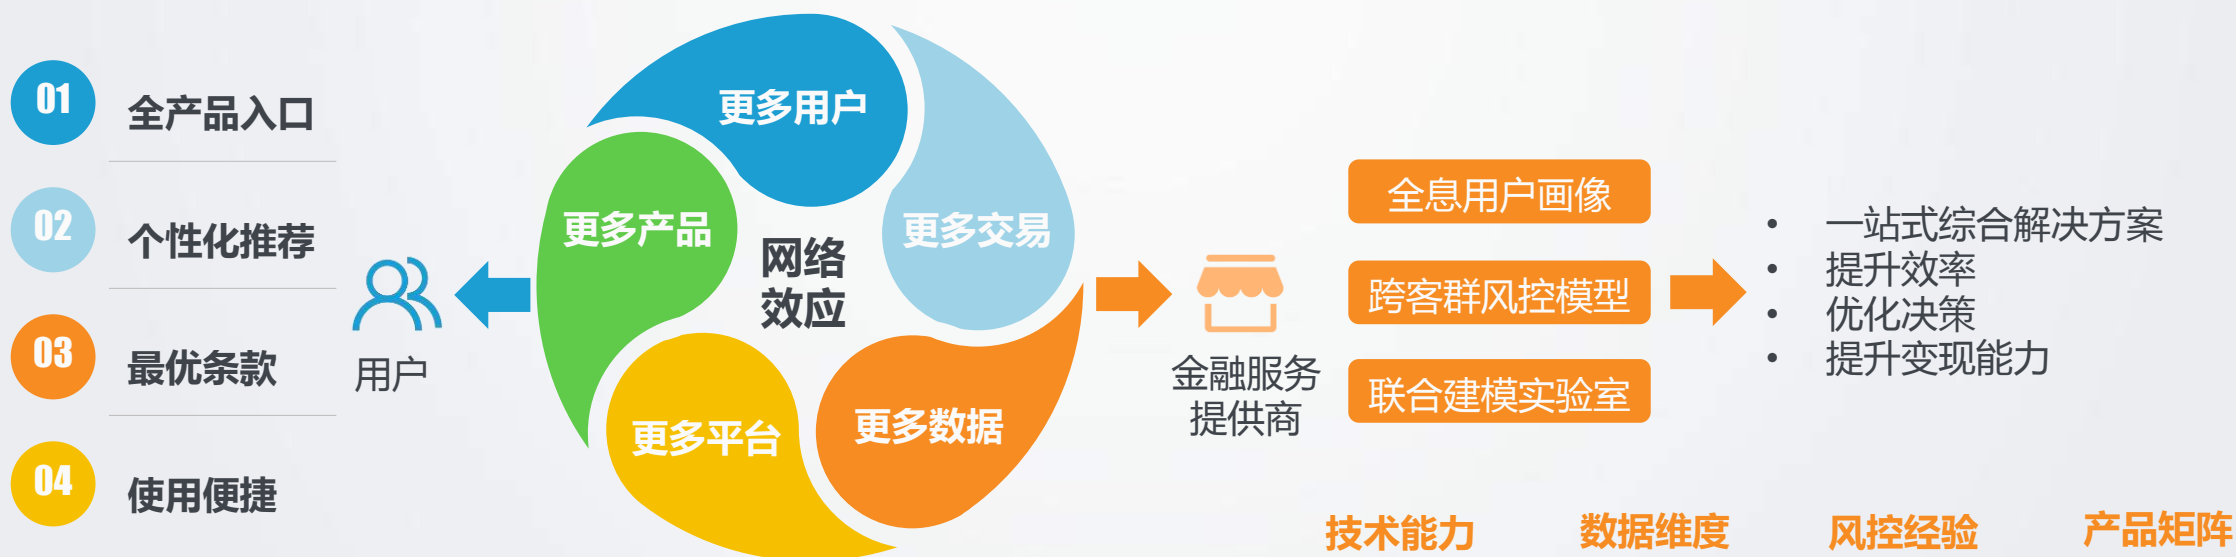 01
全产品入口
02
个性化推荐
03
最优条款
04
使用便捷
用户
更多用户
更多产品
更多交易
网络
效应
更多平台
更多数据
金融服务
提供商
全息用户画像
跨客群风控模型
联合建模实验室
• 一站式综合解决方案
• 提升效率
• 优化决策
• 提升变现能力
技术能力 数据维度 风控经验 产品矩阵